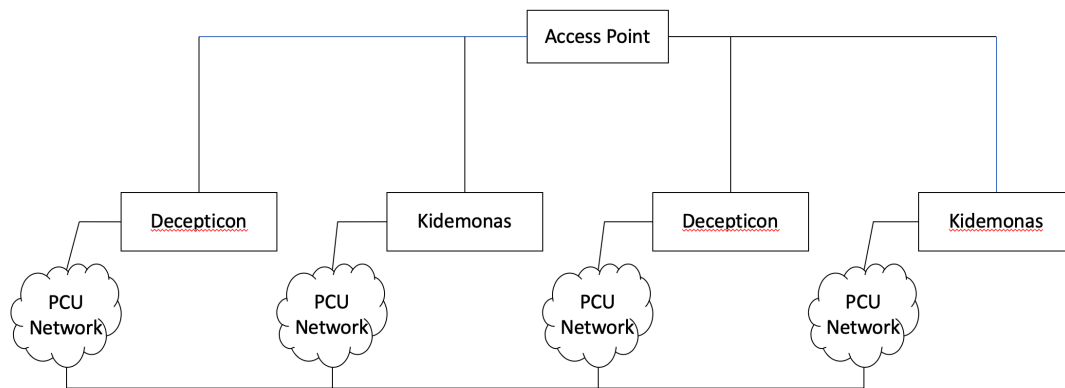 Access Point
Decepticon
Kidemonas
Decepticon
Kidemonas
PCU
Network
PCU
Network
PCU
Network
PCU
Network